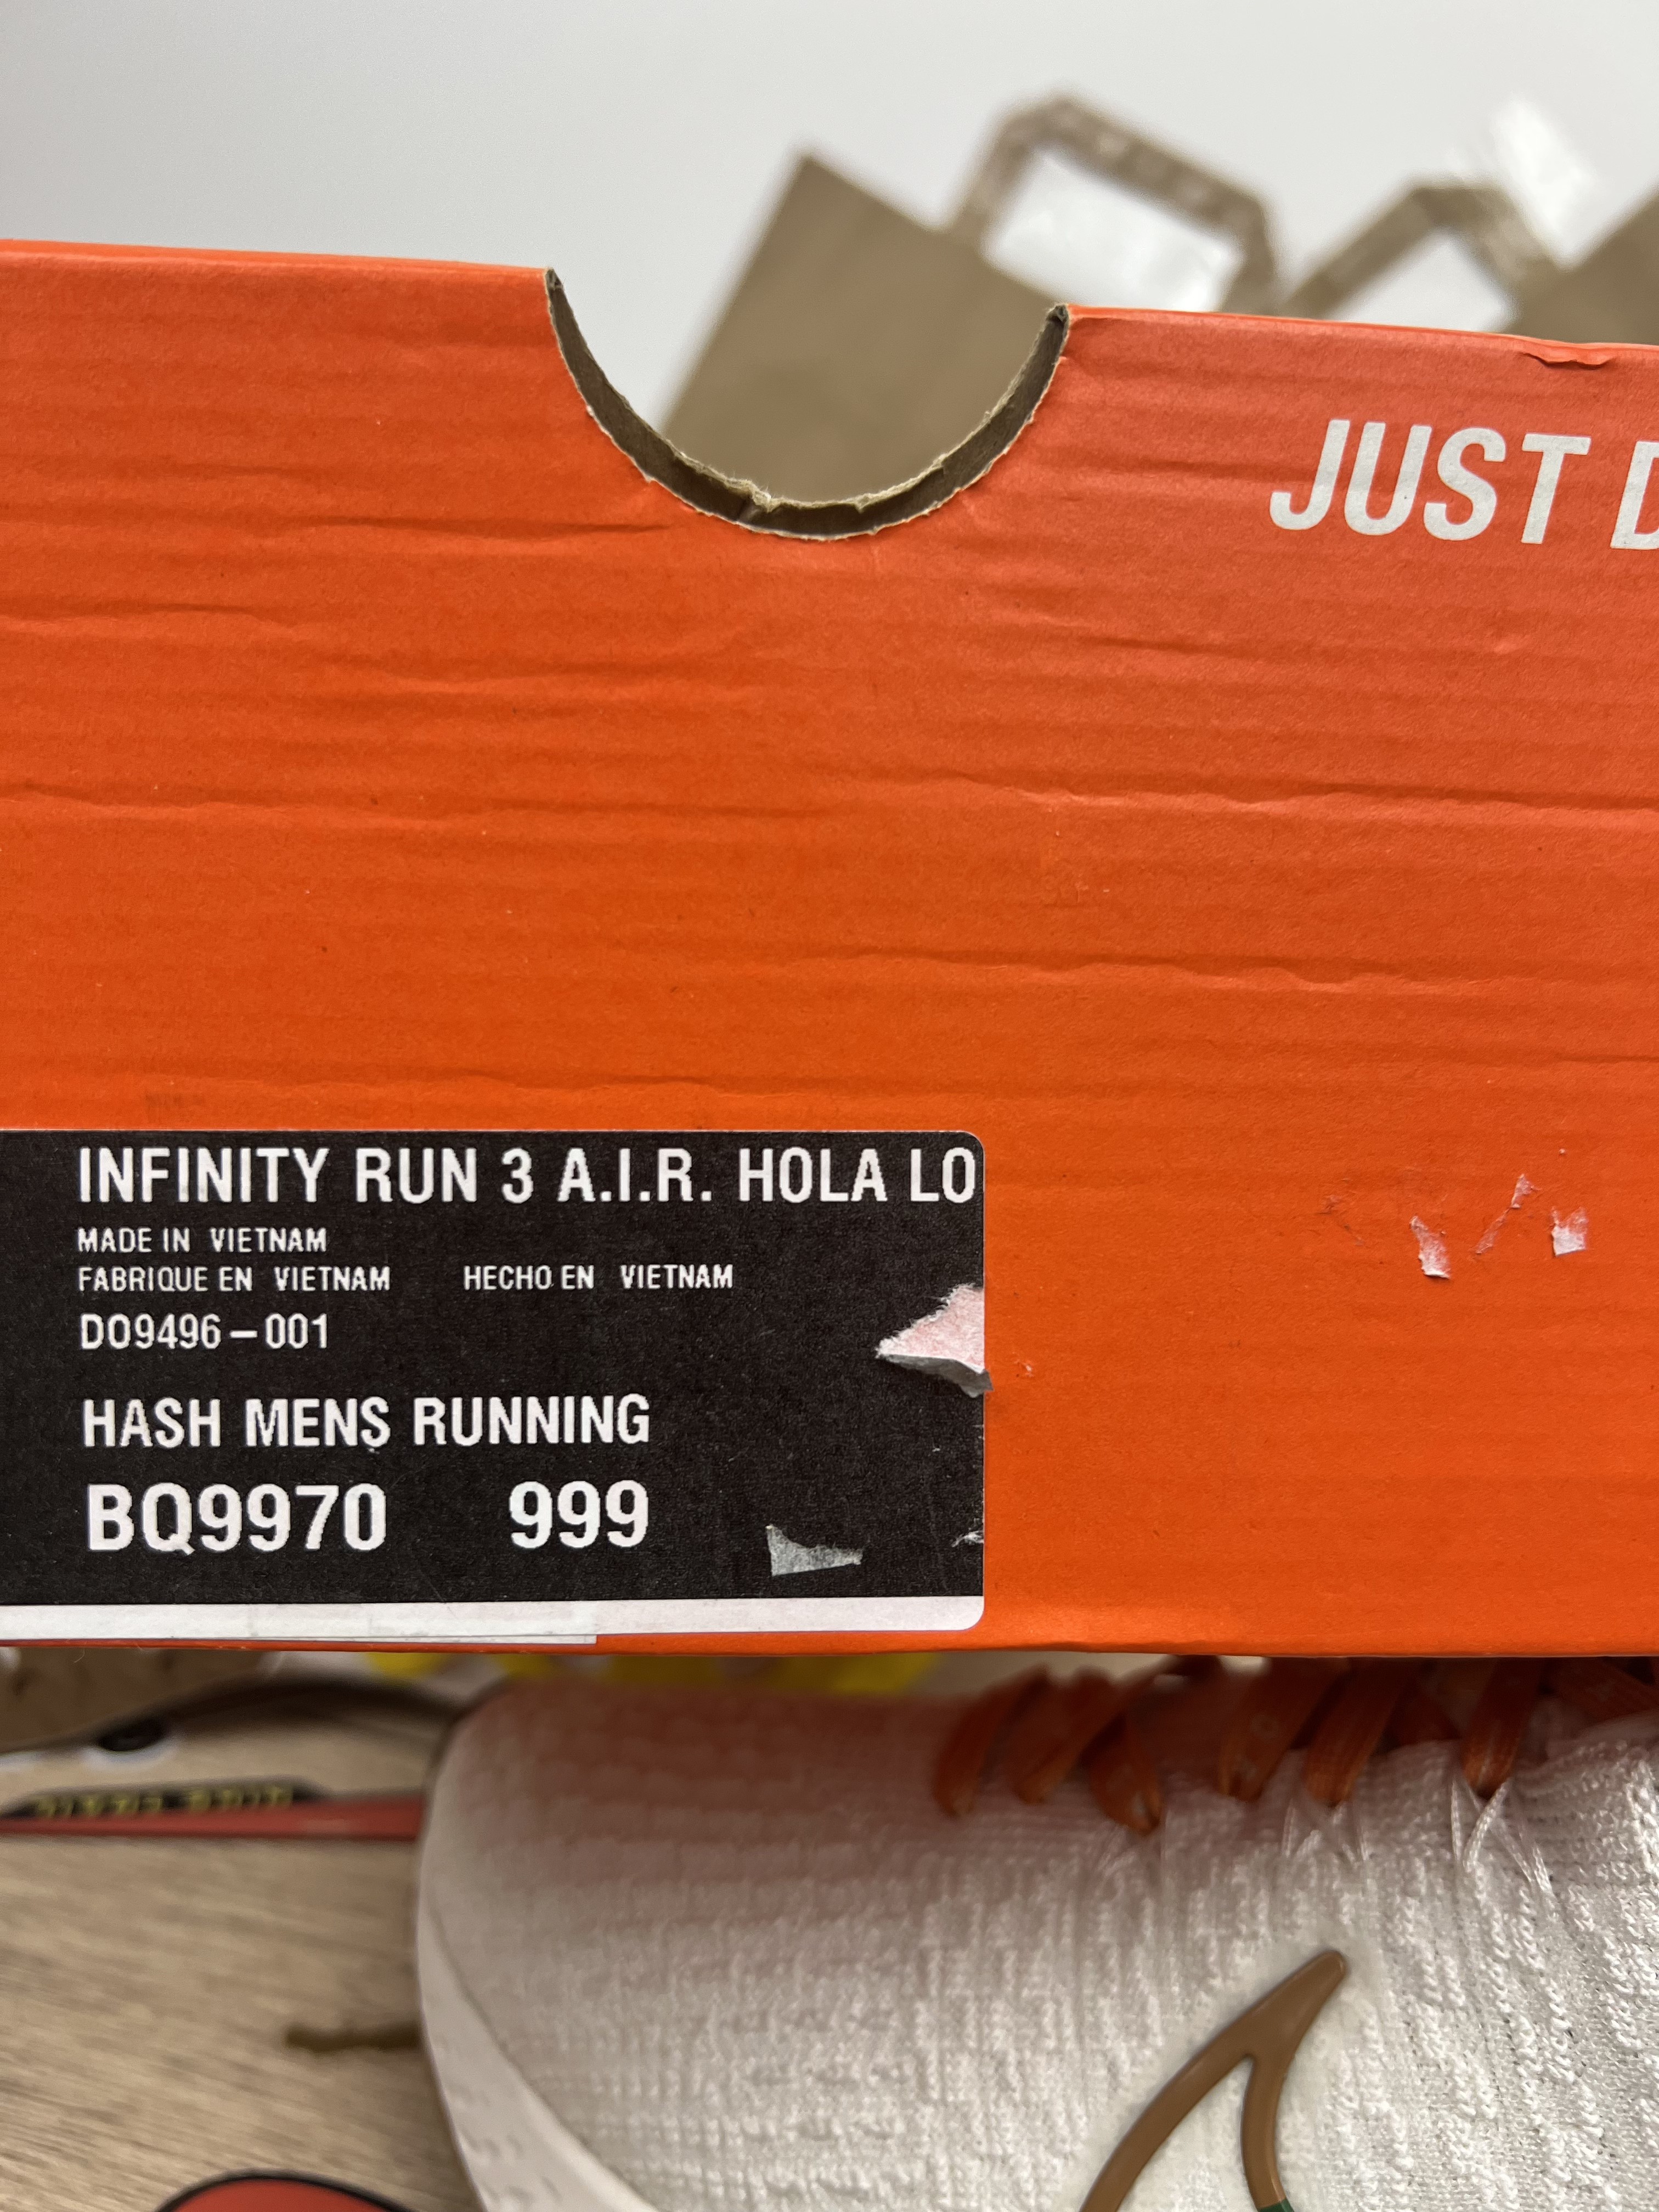 JUST D
INFINITY RUN 3 A.I.R. HOLA LO
MADE IN VIETNAM
FABRIQUE EN VIETNAM HECHO EN VIETNAM
DO9496-001
HASH MENS RUNNING
BQ9970 999